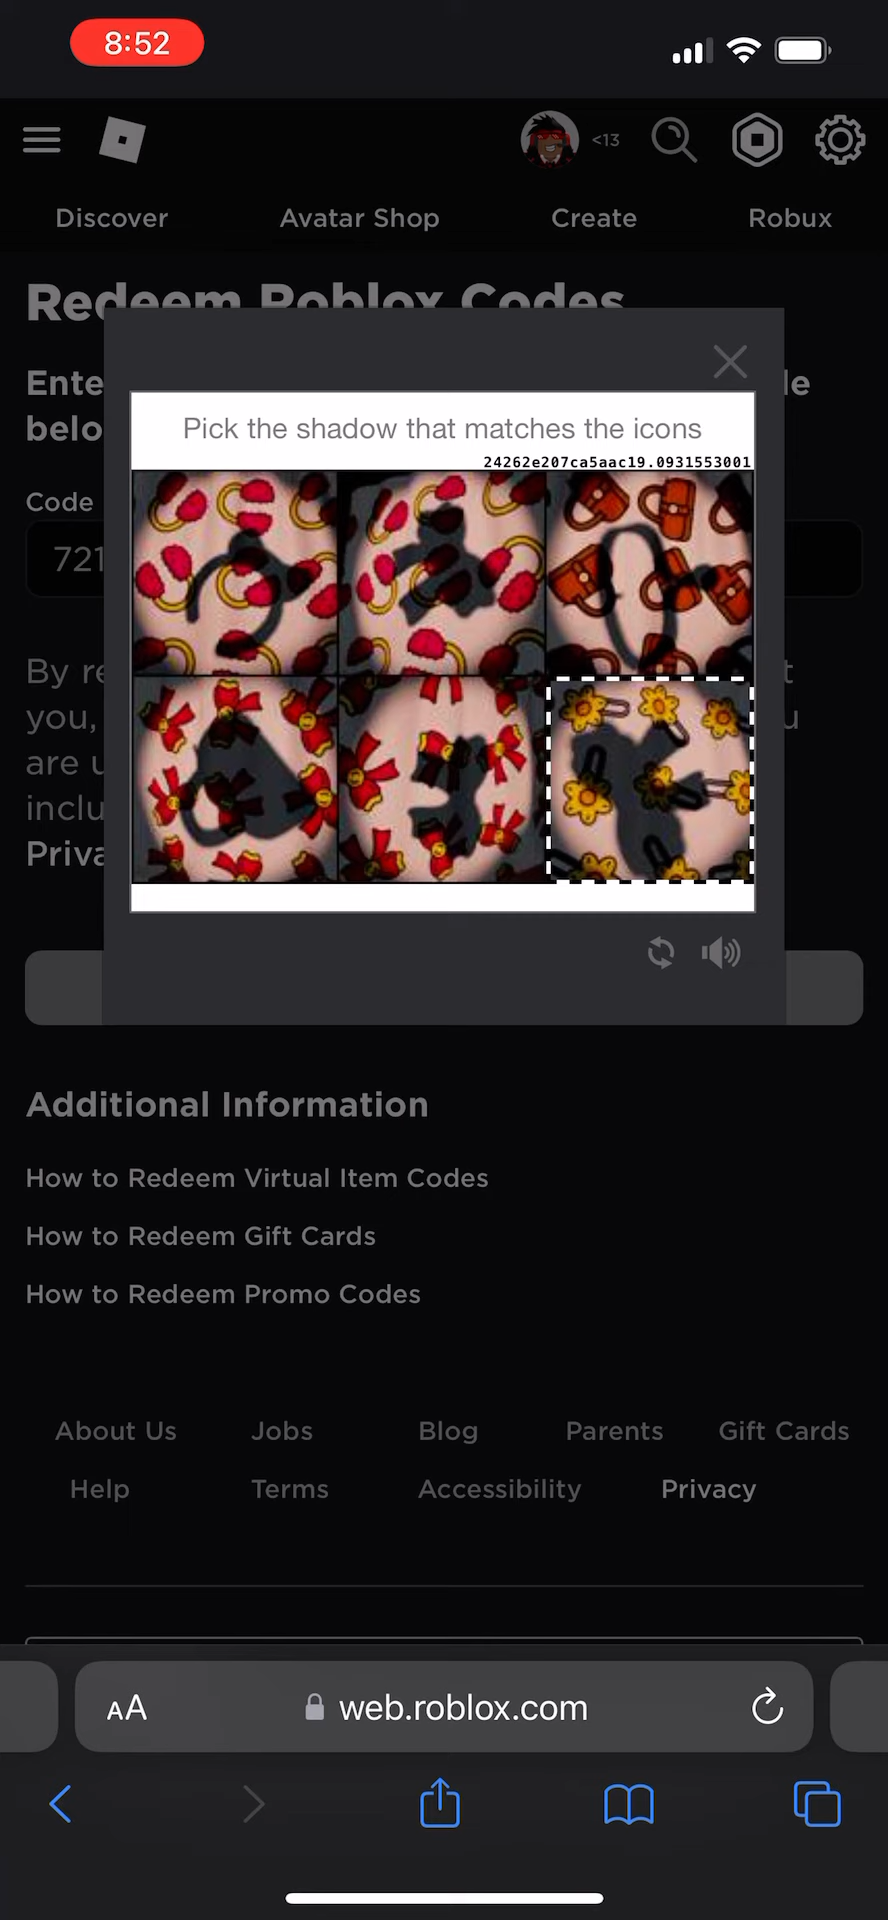 8:52
<13
Discover Avatar Shop Create Robux
Redeem Roblox Codes
Ente le
belo
Code
721
Pick the shadow that matches the icons
24262e207ca5aac19.0931553001
By re t
you, u
are u
inclu
Priva
Additional Information
How to Redeem Virtual Item Codes
How to Redeem Gift Cards
How to Redeem Promo Codes
About Us Jobs Blog Parents Gift Cards
Help Terms Accessibility Privacy
AA web.roblox.com